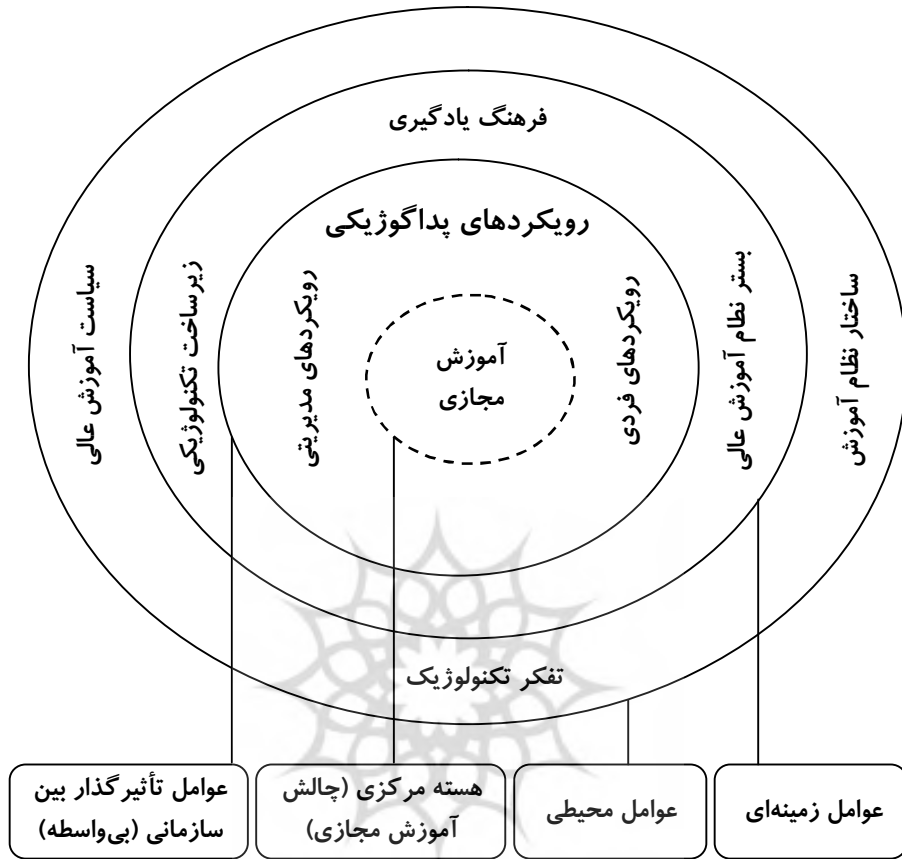 فرهنگ یادگیری
رویکردهای پداگوژیکی
ساختار نظام آموزش
بستر نظام آموزش عالی
رویکردهای فردی
آموزش
مجازی
رویکردهای مدیریتی
زیرساخت تکنولوژیکی
سیاست آموزش عالی
تفکر تکنولوژیک
عوامل زمینه‌ای
عوامل محیطی
هسته مرکزی (چالش
آموزش مجازی)
عوامل تأثیرگذار بین
سازمانی (بی‌واسطه)